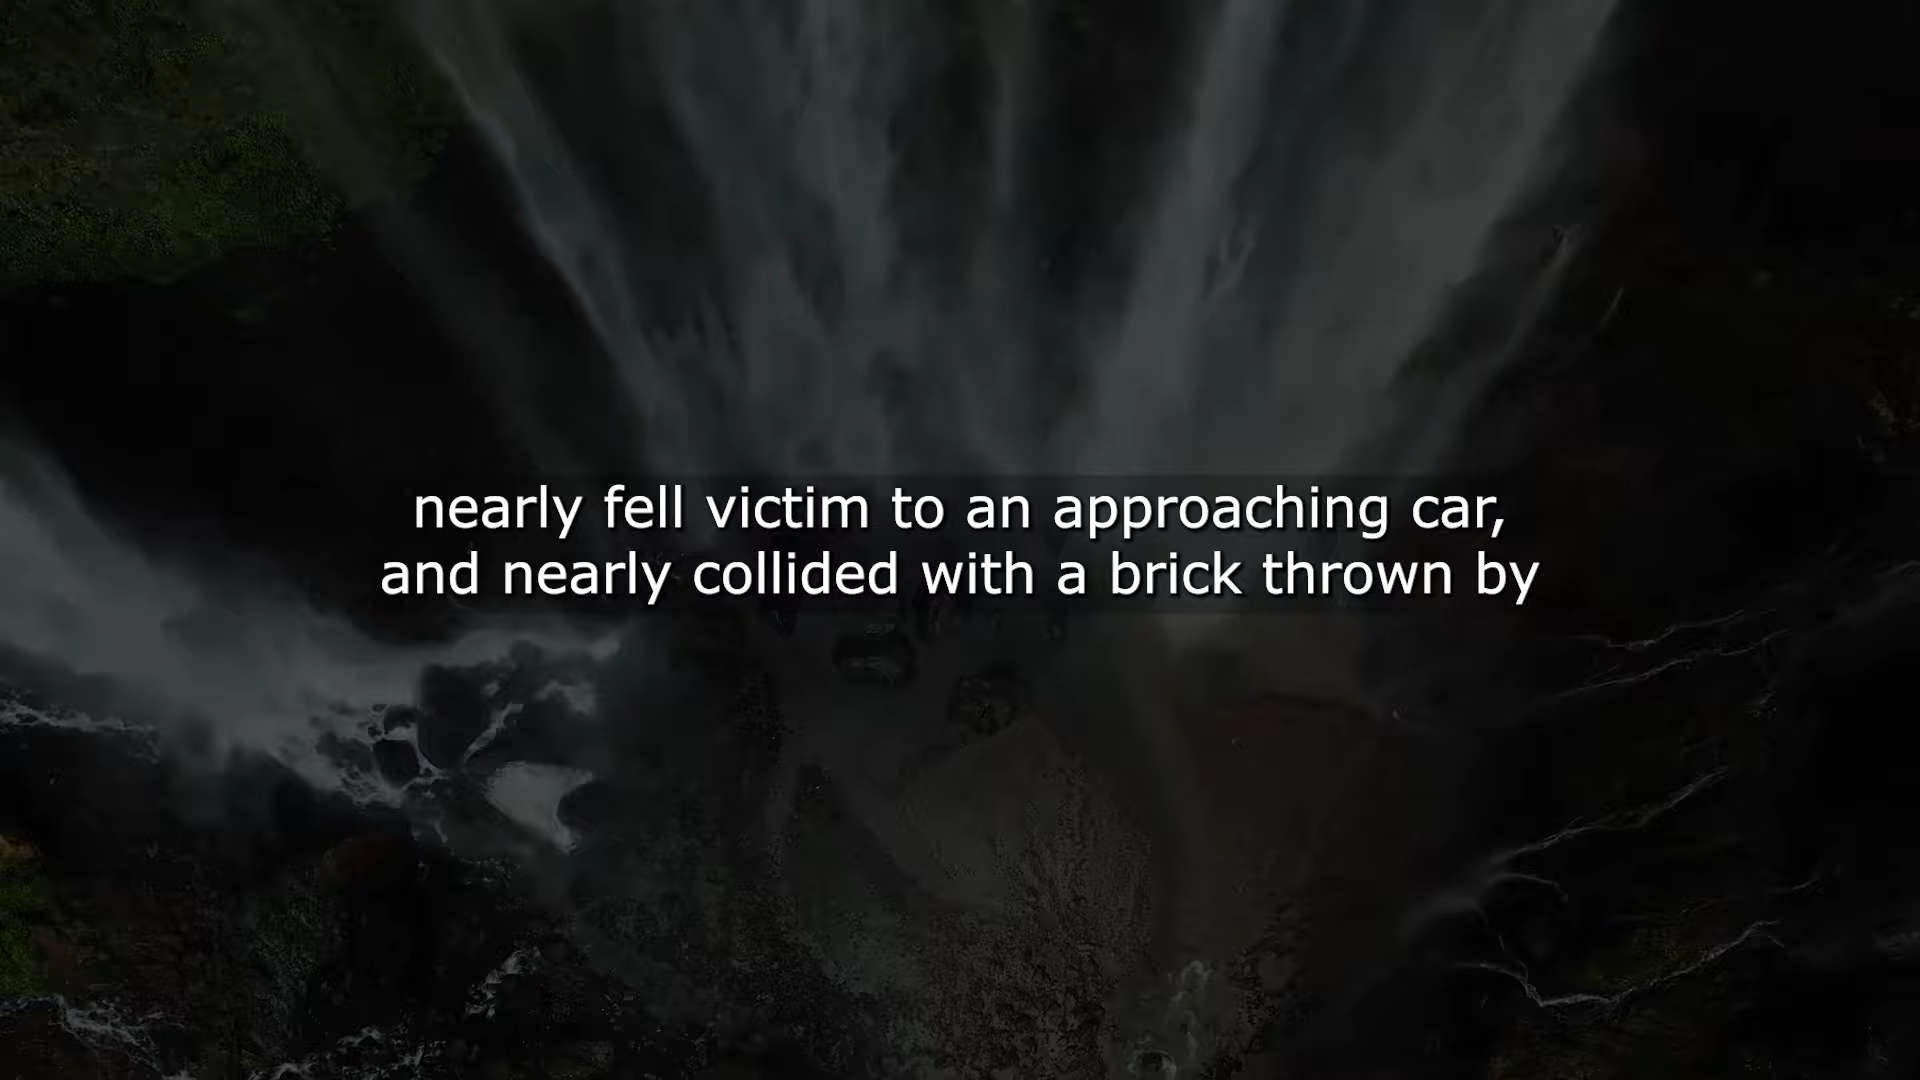 nearly fell victim to an approaching car,
and nearly collided with a brick thrown by